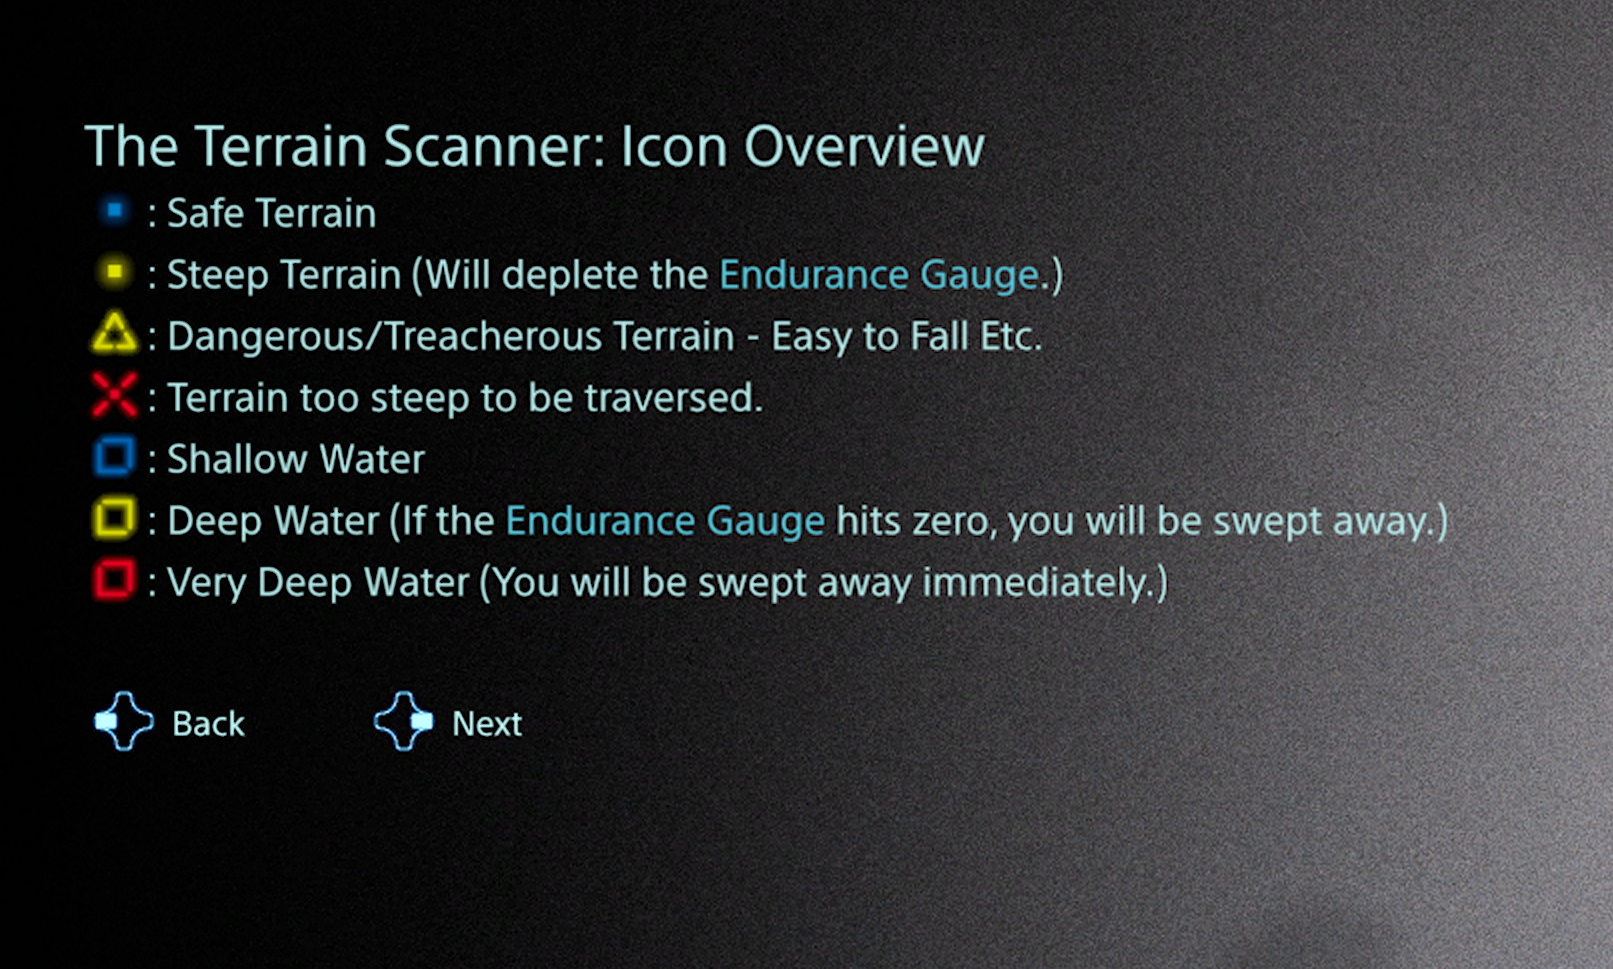 The Terrain Scanner: Icon Overview
: Safe Terrain
: Steep Terrain (Will deplete the Endurance Gauge.)
: Dangerous/Treacherous Terrain - Easy to Fall Etc.
: Terrain too steep to be traversed.
: Shallow Water
: Deep Water (If the Endurance Gauge hits zero, you will be swept away.)
: Very Deep Water (You will be swept away immediately.)
Back Next